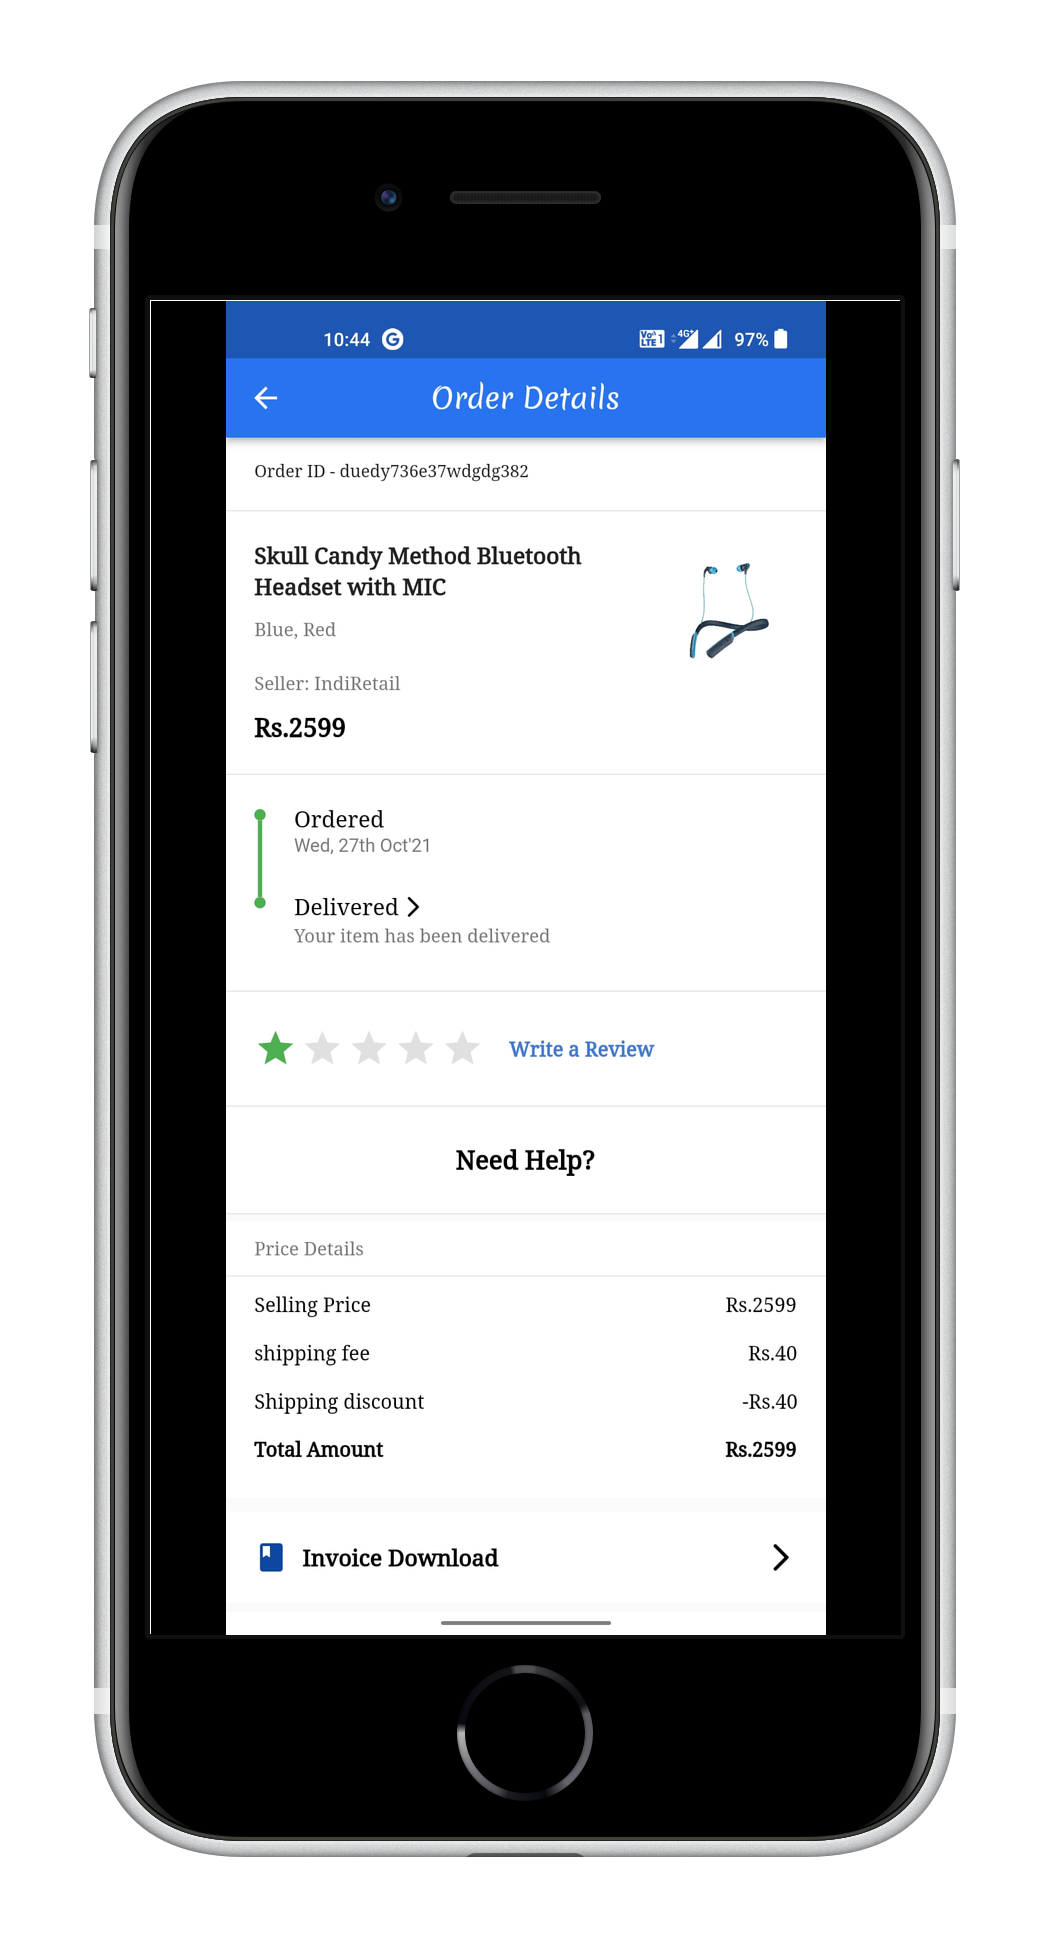 10:44 G VoLTE 1 4G+ 97%
Order Details
Order ID - duedy736e37wdgdg382
Skull Candy Method Bluetooth
Headset with MIC
Blue, Red
Seller: IndiRetail
Rs.2599
Ordered
Wed, 27th Oct'21
Delivered
Your item has been delivered
Write a Review
Need Help?
Price Details
Selling Price Rs.2599
shipping fee Rs.40
Shipping discount -Rs.40
Total Amount Rs.2599
Invoice Download